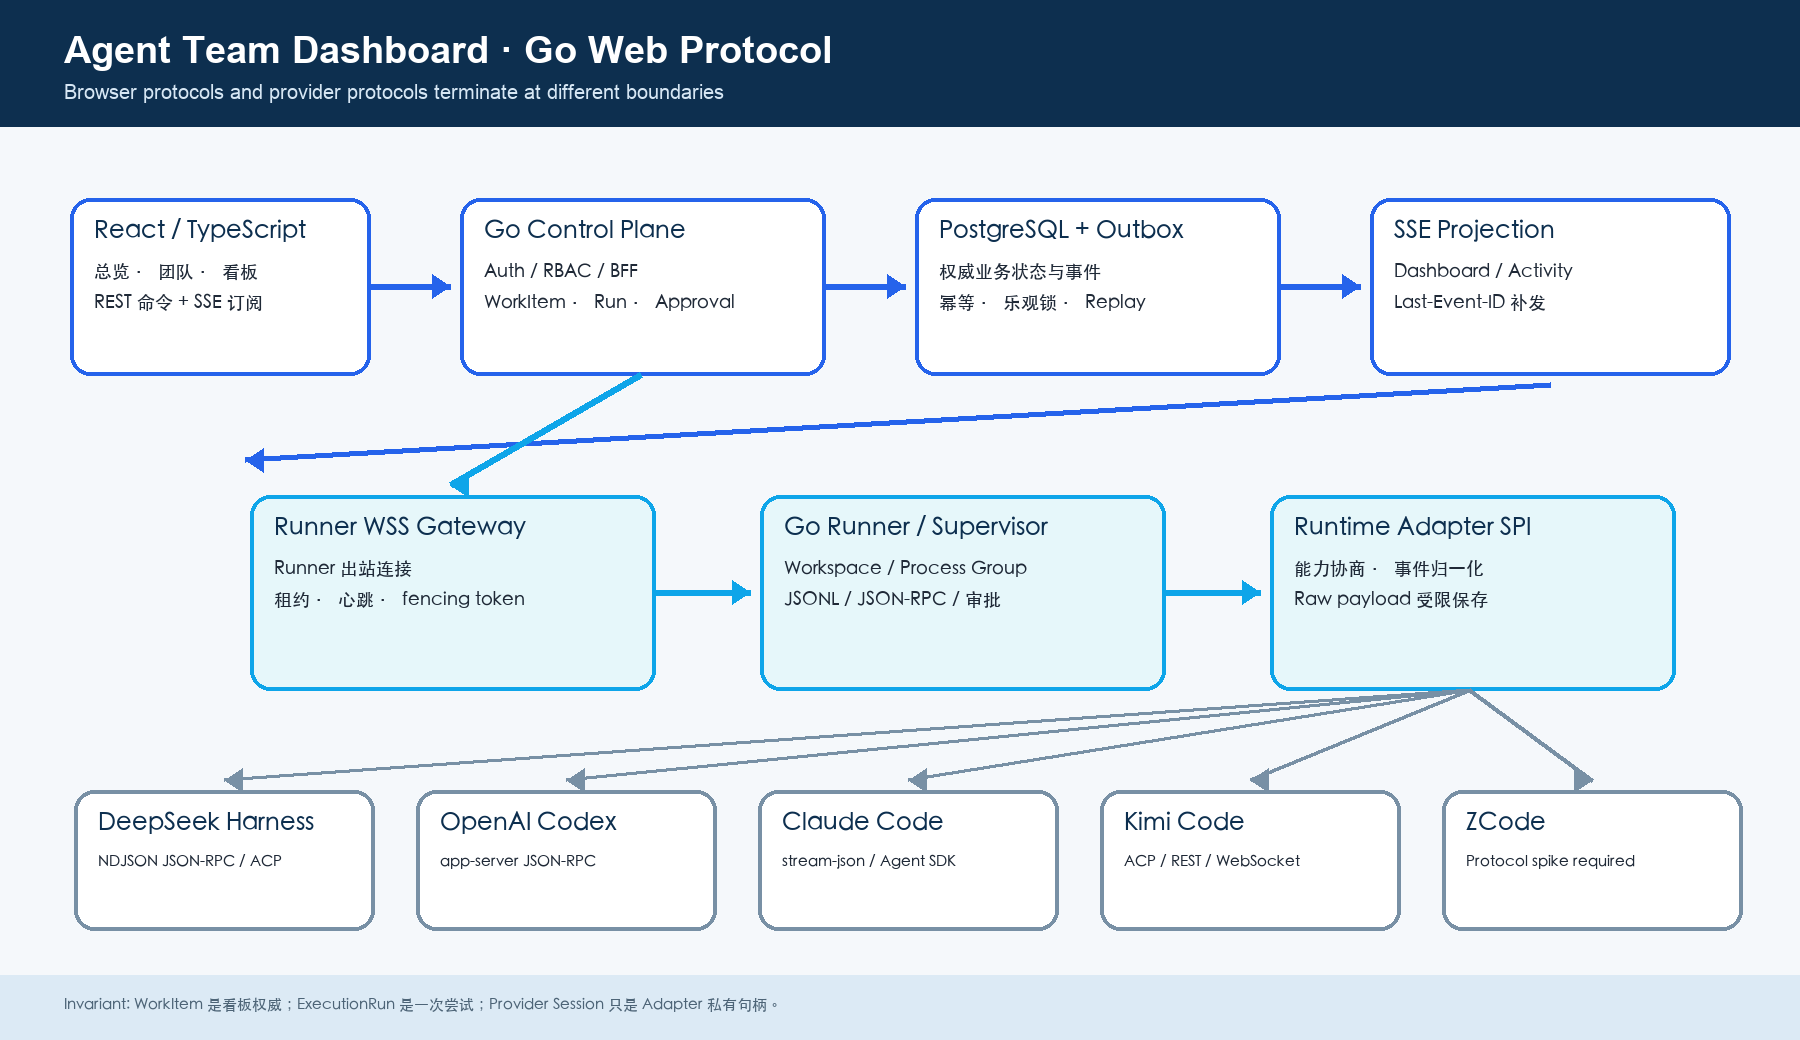 Agent Team Dashboard · Go Web Protocol
Browser protocols and provider protocols terminate at different boundaries
React / TypeScript
总览 · 团队 · 看板
REST 命令 + SSE 订阅
Go Control Plane
Auth / RBAC / BFF
WorkItem · Run · Approval
PostgreSQL + Outbox
权威业务状态与事件
幂等 · 乐观锁 · Replay
SSE Projection
Dashboard / Activity
Last-Event-ID 补发
Runner WSS Gateway
Runner 出站连接
租约 · 心跳 · fencing token
Go Runner / Supervisor
Workspace / Process Group
JSONL / JSON-RPC / 审批
Runtime Adapter SPI
能力协商 · 事件归一化
Raw payload 受限保存
DeepSeek Harness
NDJSON JSON-RPC / ACP
OpenAI Codex
app-server JSON-RPC
Claude Code
stream-json / Agent SDK
Kimi Code
ACP / REST / WebSocket
ZCode
Protocol spike required
Invariant: WorkItem 是看板权威；ExecutionRun 是一次尝试；Provider Session 只是 Adapter 私有句柄。